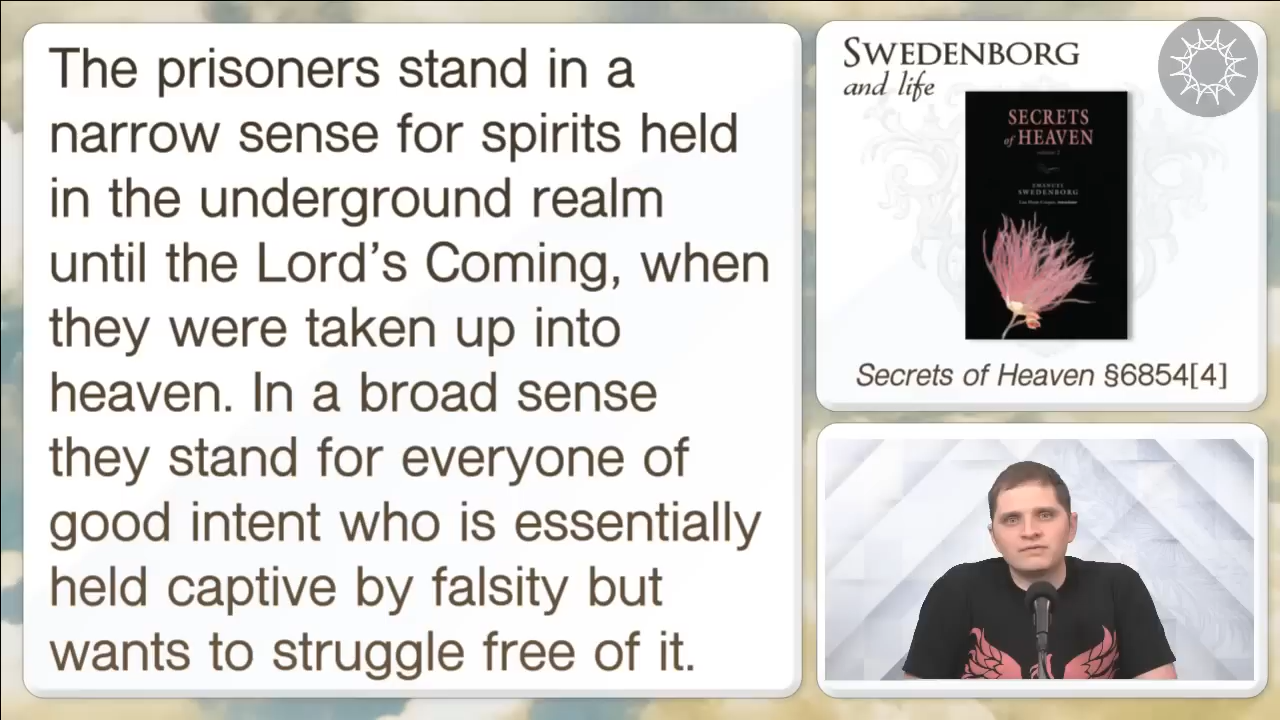 The prisoners stand in a
narrow sense for spirits held
in the underground realm
until the Lord’s Coming, when
they were taken up into
heaven. In a broad sense
they stand for everyone of
good intent who is essentially
held captive by falsity but
wants to struggle free of it.
SWEDENBORG
and life
SECRETS
of HEAVEN
EMANUEL
SWEDENBORG
Secrets of Heaven §6854[4]